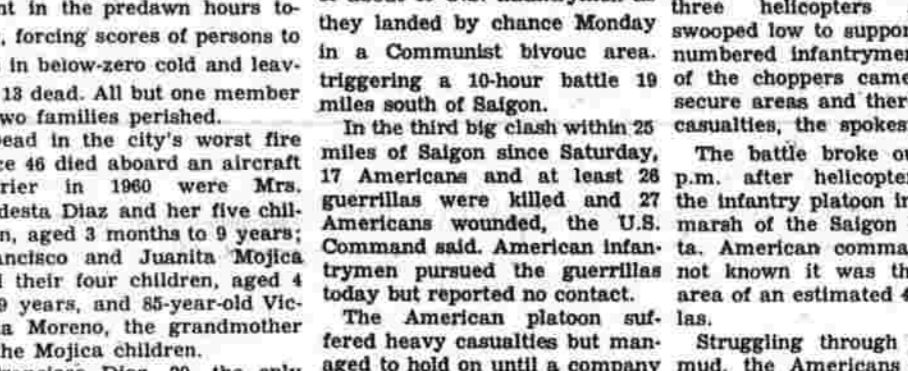 nt in the predawn hours to-
, forcing scores of persons to
in below-zero cold and leav-
13 dead. All but one member
wo families perished.
ead in the city's worst fire
ce 46 died aboard an aircraft
rier in 1960 were Mrs.
desta Diaz and her five chil-
n, aged 3 months to 9 years;
ancisco and Juanita Mojica
l their four children, aged 4
9 years, and 85-year-old Vic-
a Moreno, the grandmother
he Mojica children.
they landed by chance Monday
in a Communist bivouc area.
triggering a 10-hour battle 19
miles south of Saigon.
In the third big clash within 25
miles of Saigon since Saturday,
17 Americans and at least 26
guerrillas were killed and 27
Americans wounded, the U.S.
Command said. American infan-
trymen pursued the guerrillas
today but reported no contact.
The American platoon suf-
fered heavy casualties but man-
aged to hold on until a company
three helicopters
swooped low to suppor
numbered infantryme
of the choppers came
secure areas and ther
casualties, the spokes
The battle broke ou
p.m. after helicopte
the infantry platoon i
marsh of the Saigon
ta. American comma
not known it was th
area of an estimated 4
las.
Struggling through
mud, the Americans